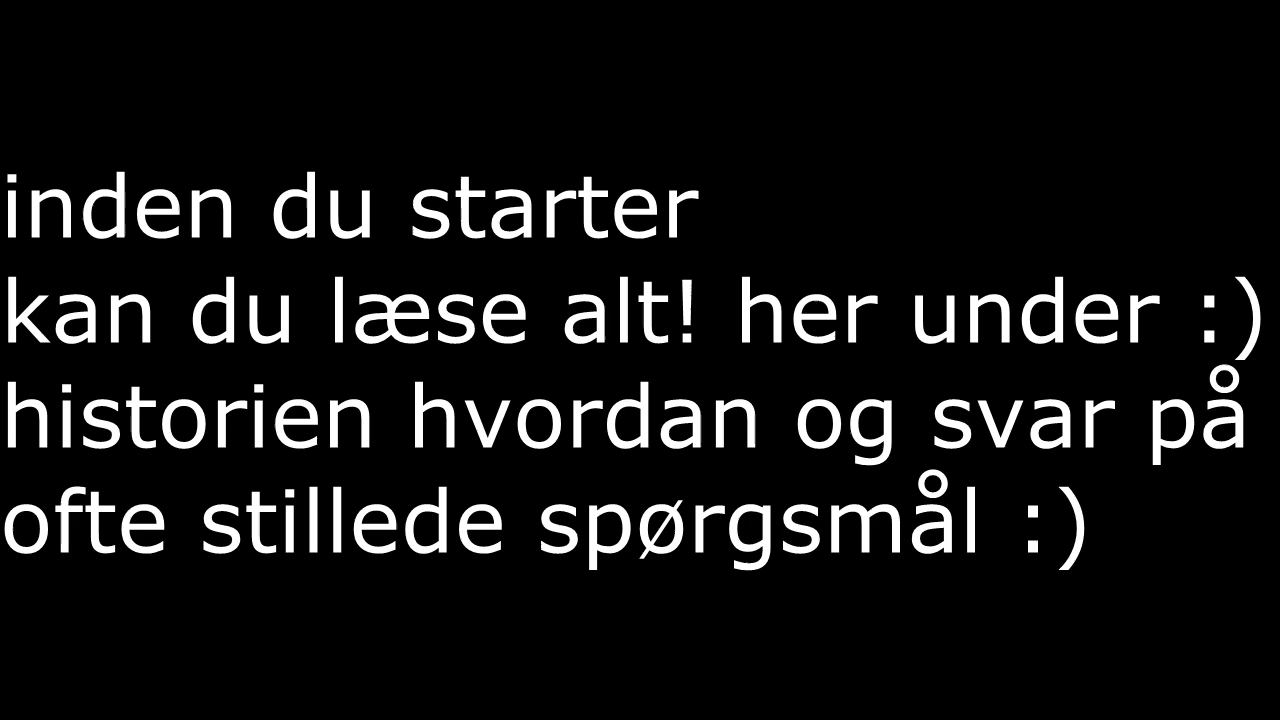 inden du starter
kan du læse alt! her under :)
historien hvordan og svar på
ofte stillede spørgsmål :)